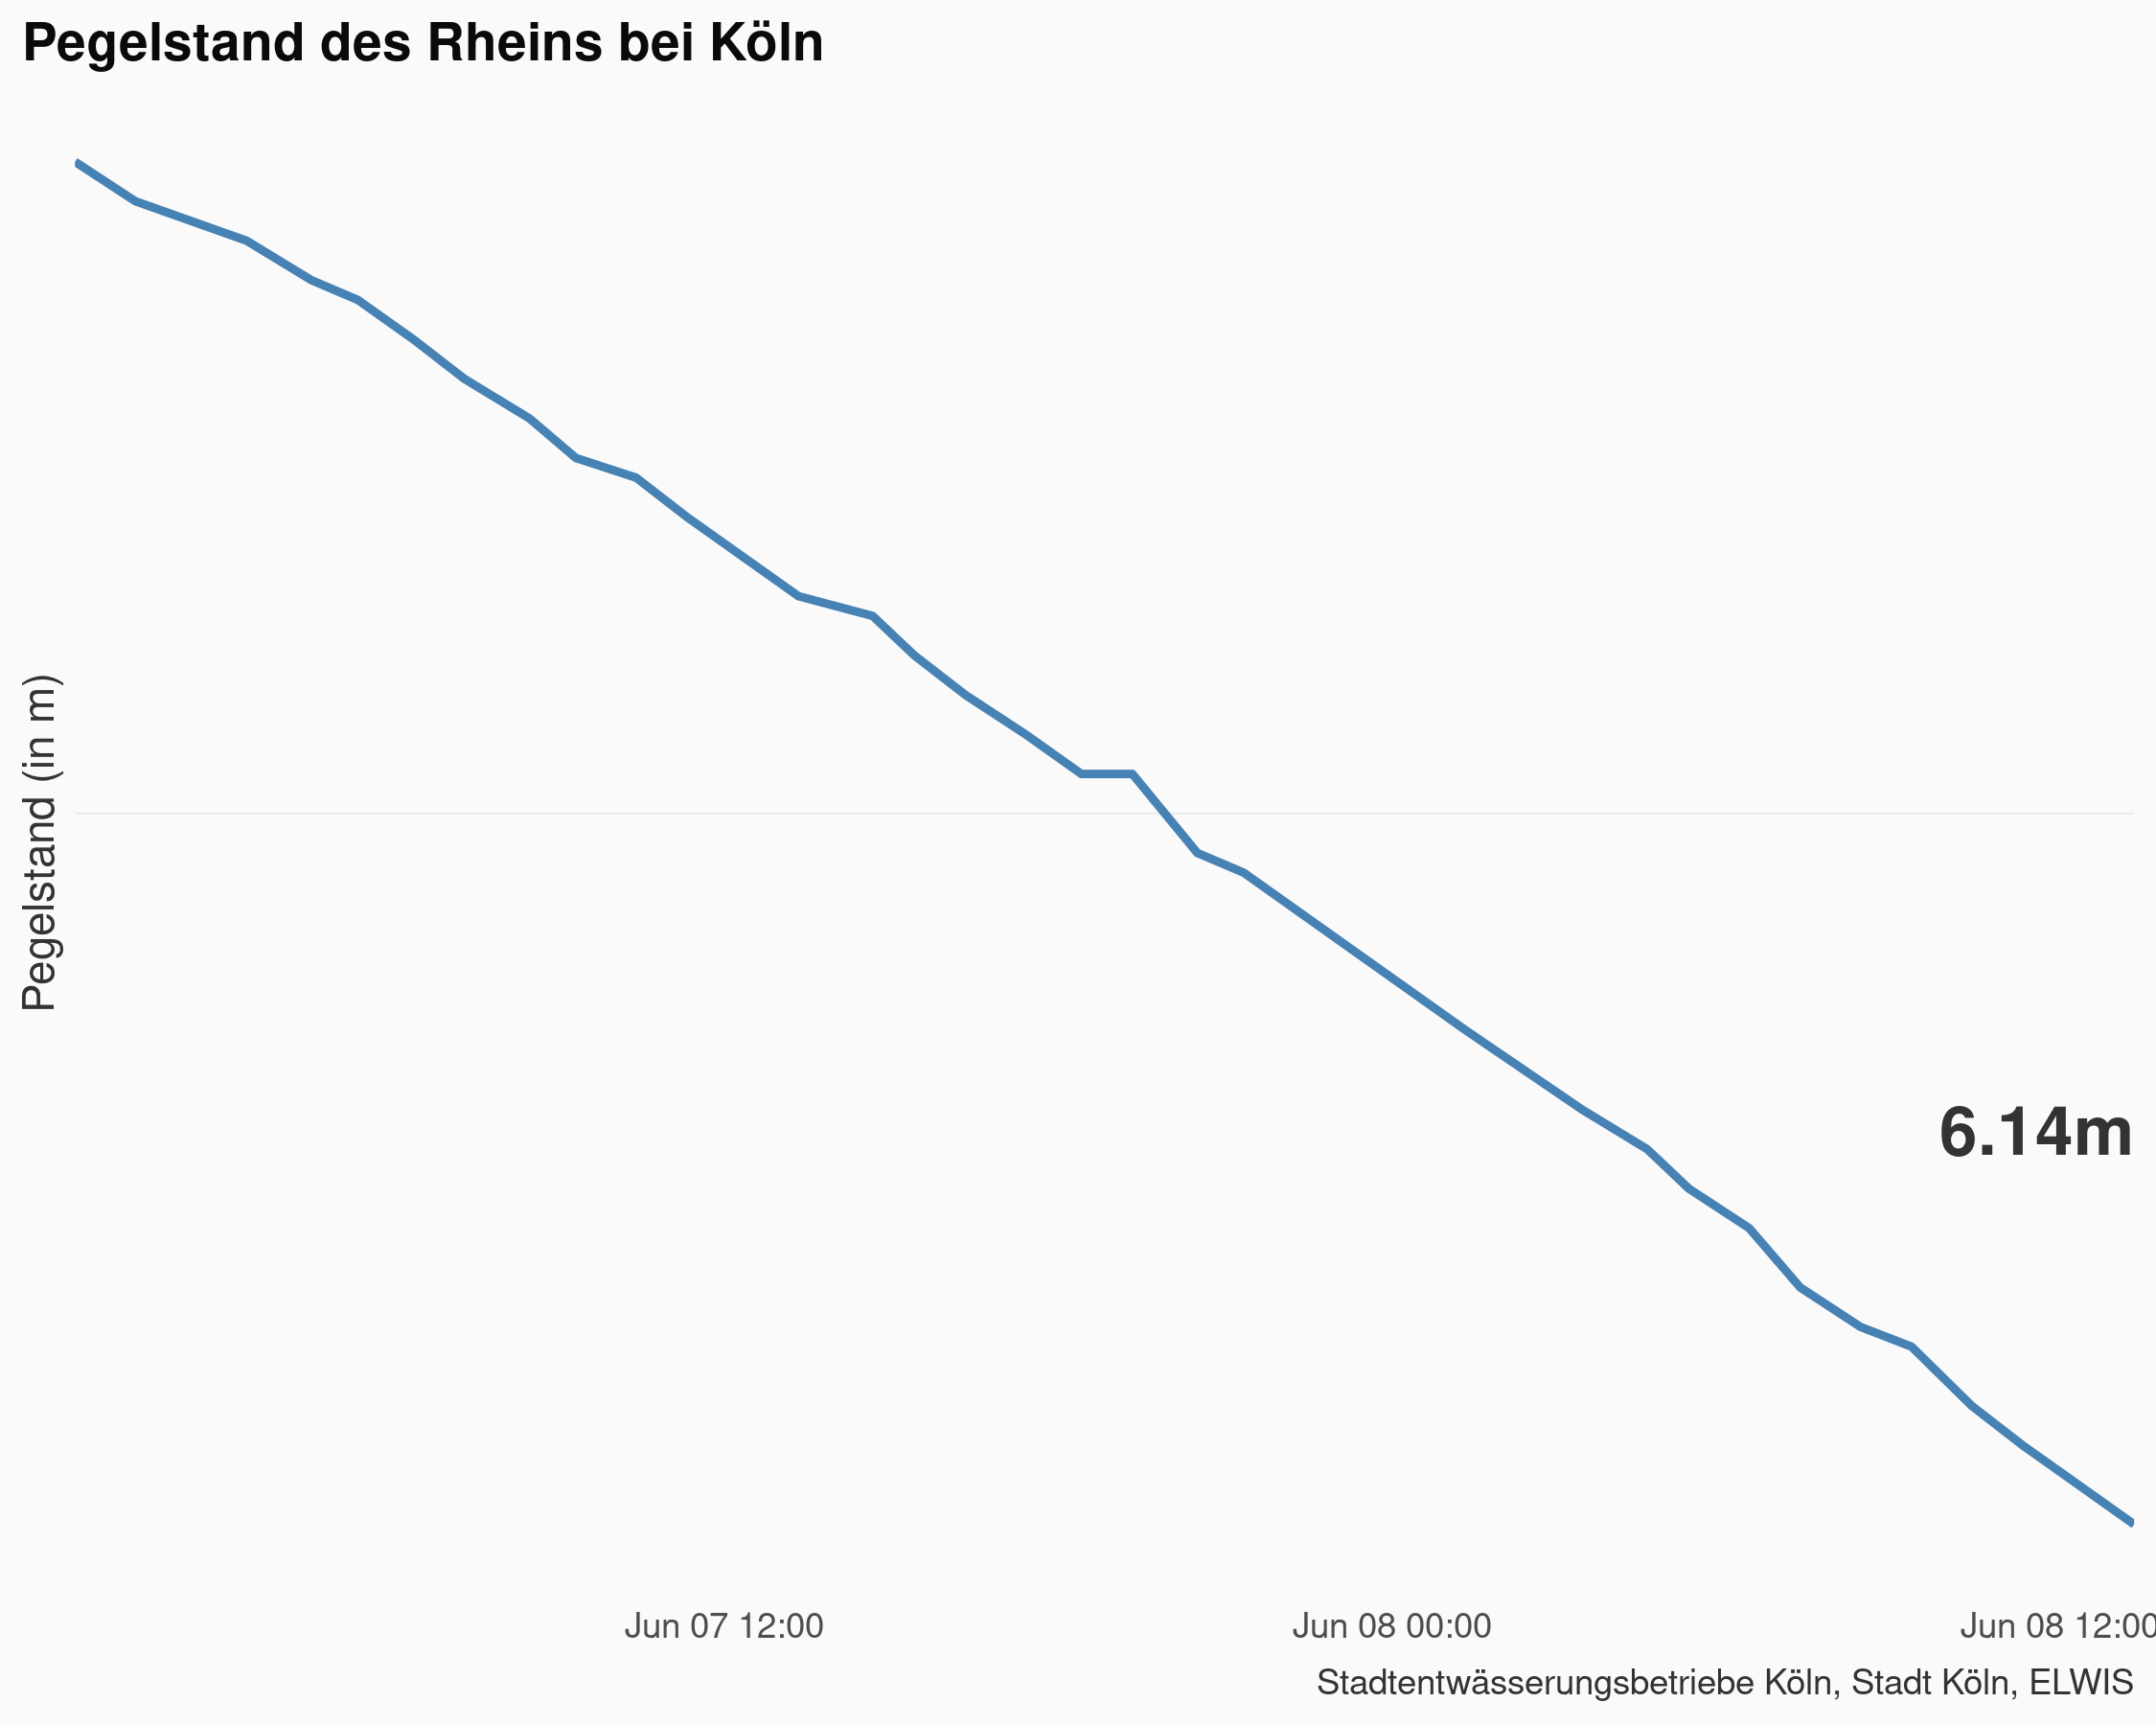 Pegelstand des Rheins bei Köln
Pegelstand (in m)
6.14m
Jun 07 12:00
Jun 08 00:00
Jun 08 12:00
Stadtentwässerungsbetriebe Köln, Stadt Köln, ELWIS